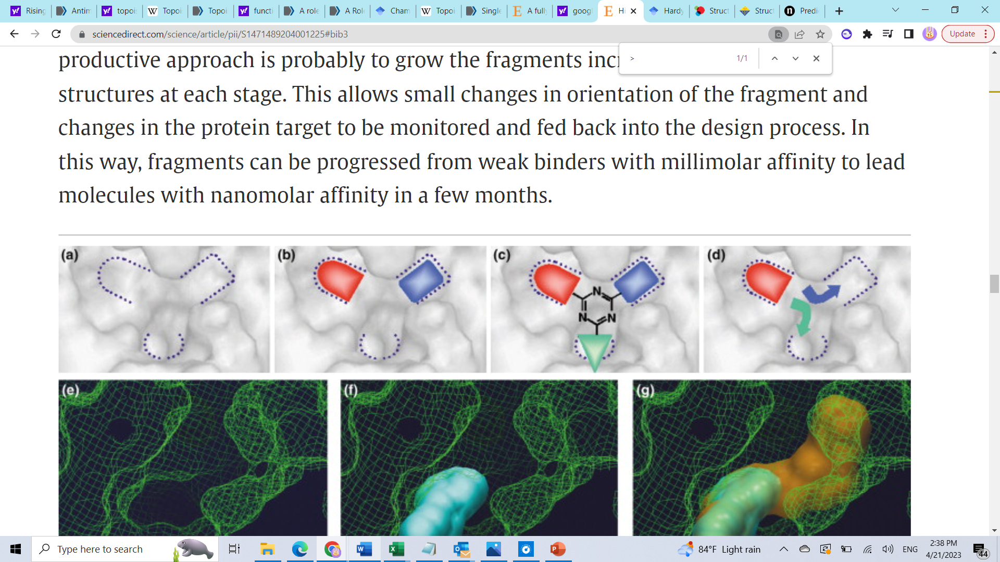 Rising
Antim
topois
Topoi
Topoi
functi
A role
A Role
Cham
Topoi
Single
A fully
googl
Hi
Hardy
Struct
Struct
Predi
sciencedirect.com/science/article/pii/S1471489204001225#bib3
Update
> 1/1
productive approach is probably to grow the fragments incr
structures at each stage. This allows small changes in orientation of the fragment and
changes in the protein target to be monitored and fed back into the design process. In
this way, fragments can be progressed from weak binders with millimolar affinity to lead
molecules with nanomolar affinity in a few months.
(a) (b) (c) (d)
N
N N
(e) (f) (g)
Type here to search
84°F Light rain
ENG
2:38 PM
4/21/2023
44